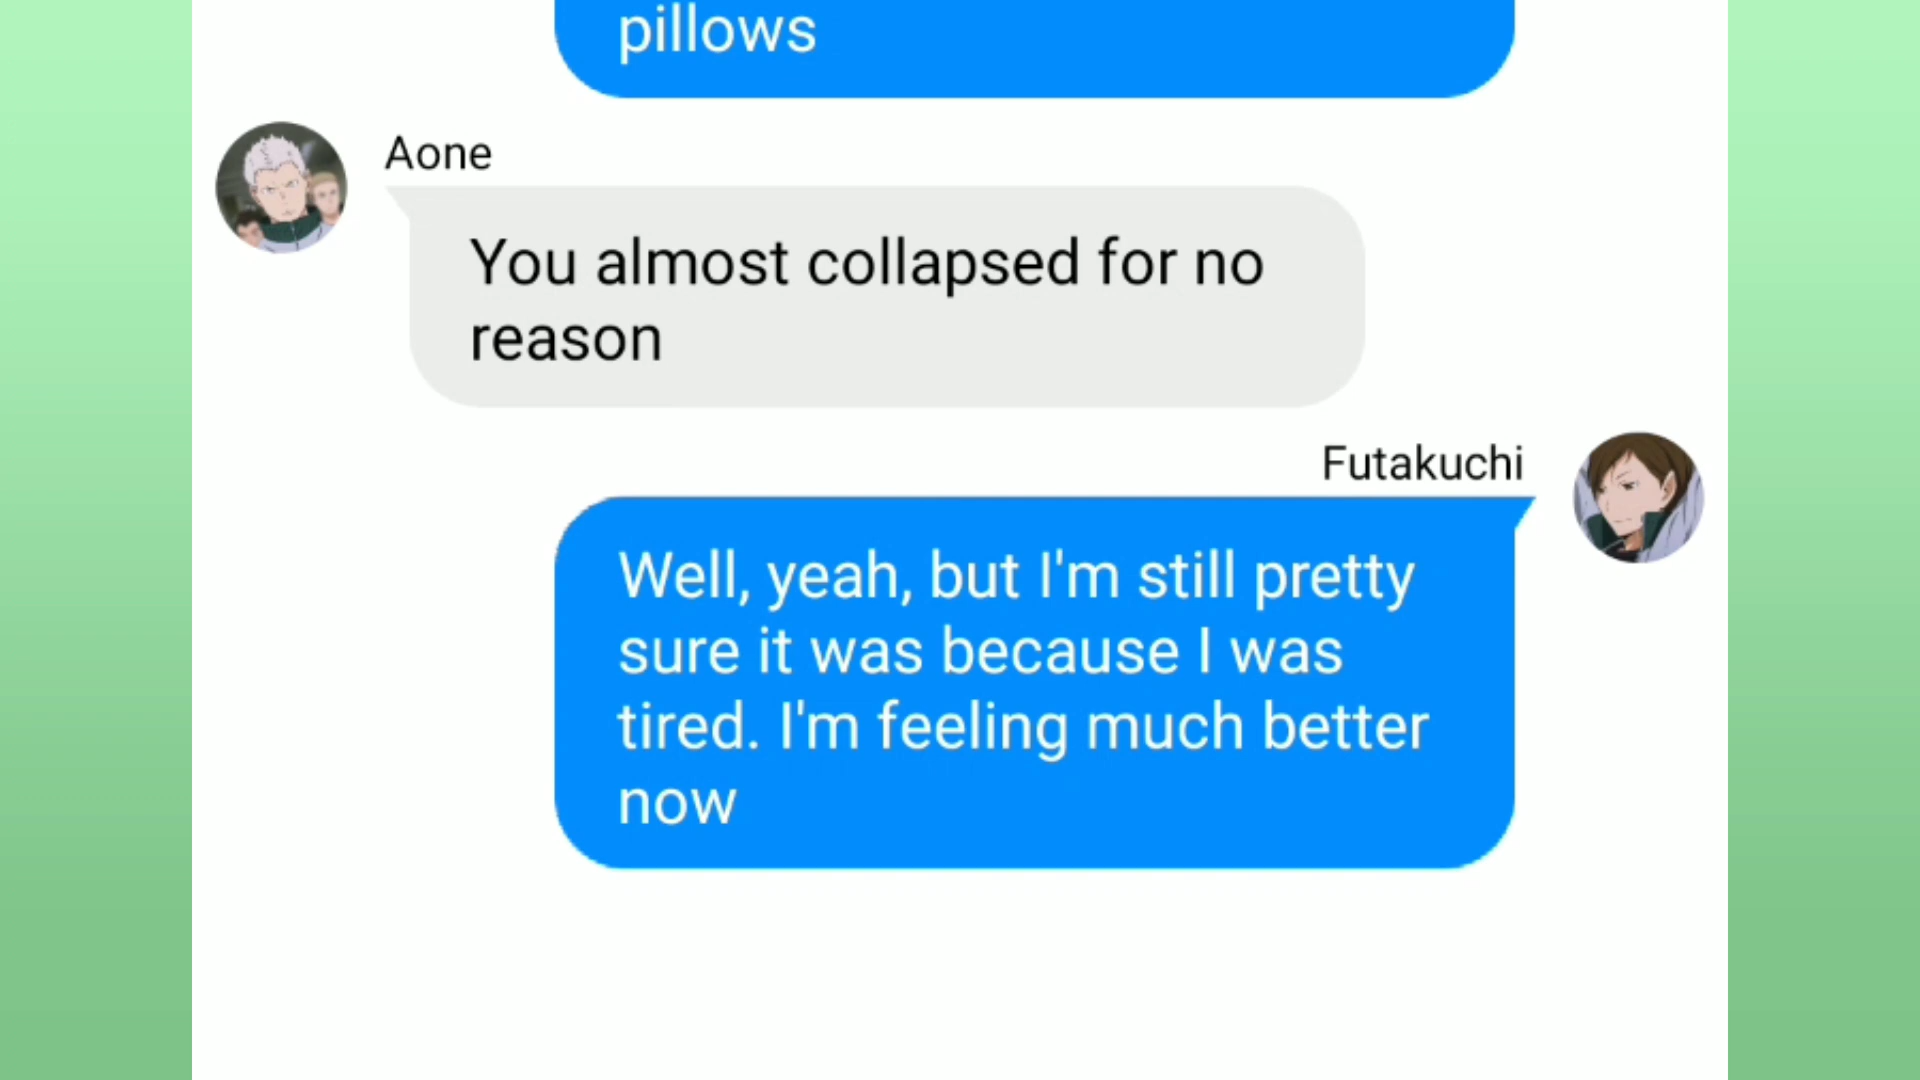 pillows
Aone
You almost collapsed for no
reason
Futakuchi
Well, yeah, but I'm still pretty
sure it was because I was
tired. I'm feeling much better
now